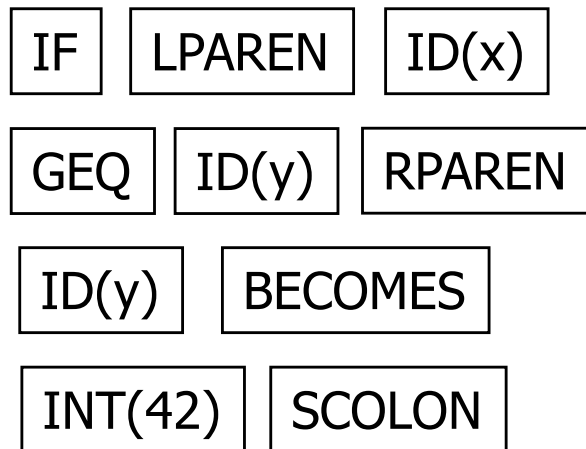 IF LPAREN ID(x)
GEQ ID(y) RPAREN
ID(y) BECOMES
INT(42) SCOLON